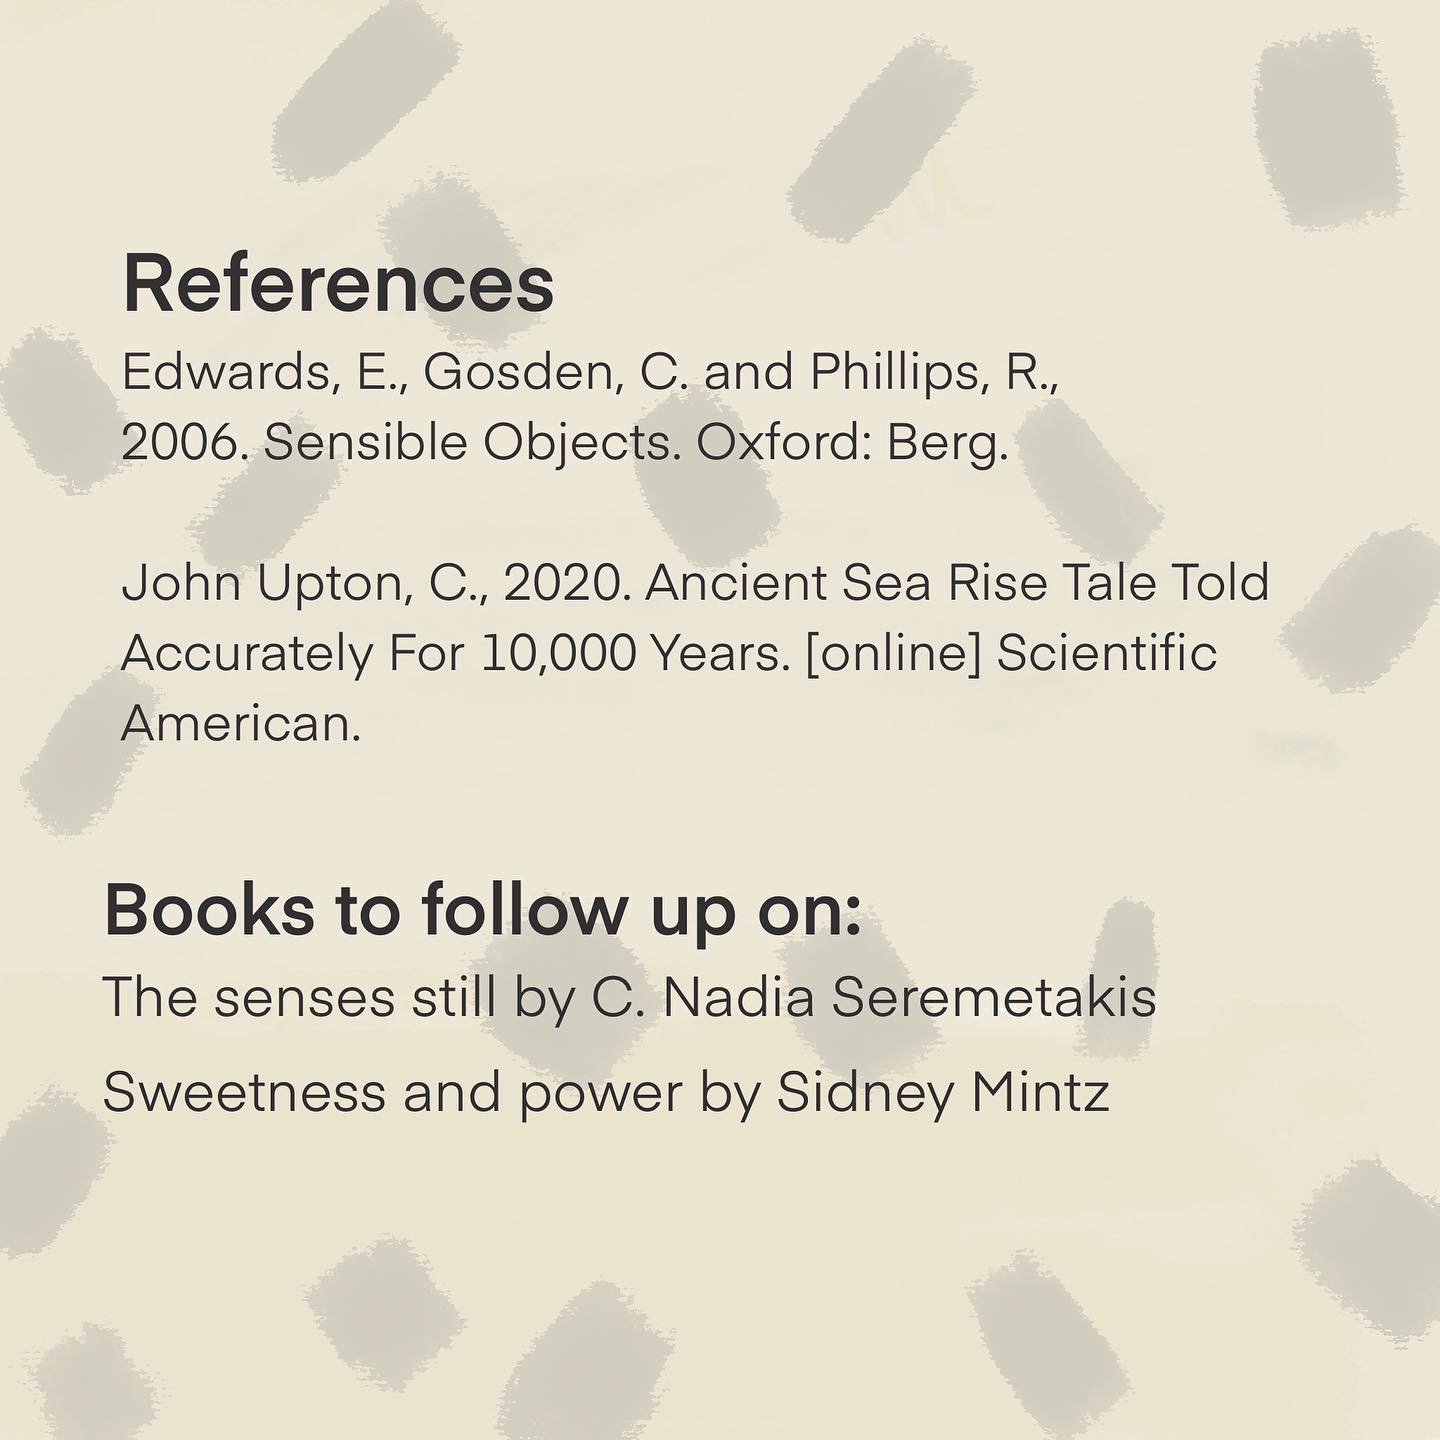 References
Edwards, E., Gosden, C. and Phillips, R.,
2006. Sensible Objects. Oxford: Berg.
John Upton, C., 2020. Ancient Sea Rise Tale Told
Accurately For 10,000 Years. [online] Scientific
American.
Books to follow up on:
The senses still by C. Nadia Seremetakis
Sweetness and power by Sidney Mintz